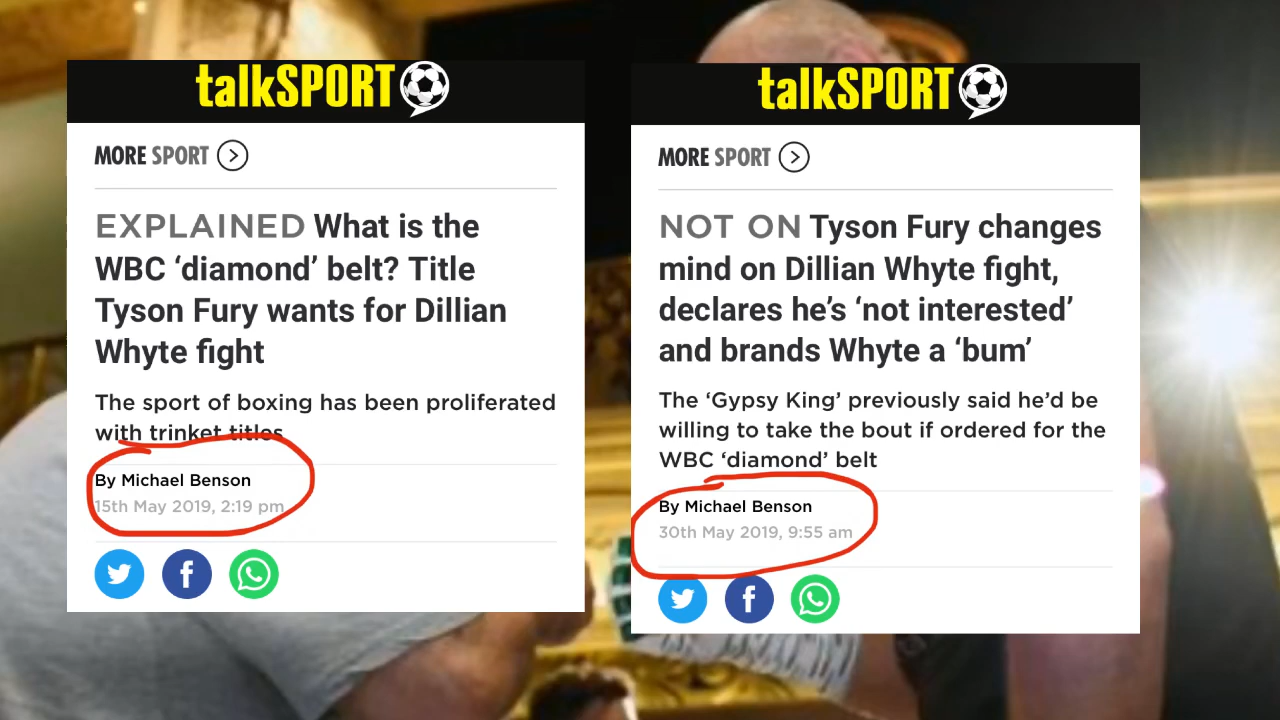 talkSPORT
MORE SPORT
EXPLAINED What is the
WBC ‘diamond’ belt? Title
Tyson Fury wants for Dillian
Whyte fight
The sport of boxing has been proliferated
with trinket titles
By Michael Benson
15th May 2019, 2:19 pm
talkSPORT
MORE SPORT
NOT ON Tyson Fury changes
mind on Dillian Whyte fight,
declares he’s ‘not interested’
and brands Whyte a ‘bum’
The ‘Gypsy King’ previously said he’d be
willing to take the bout if ordered for the
WBC ‘diamond’ belt
By Michael Benson
30th May 2019, 9:55 am